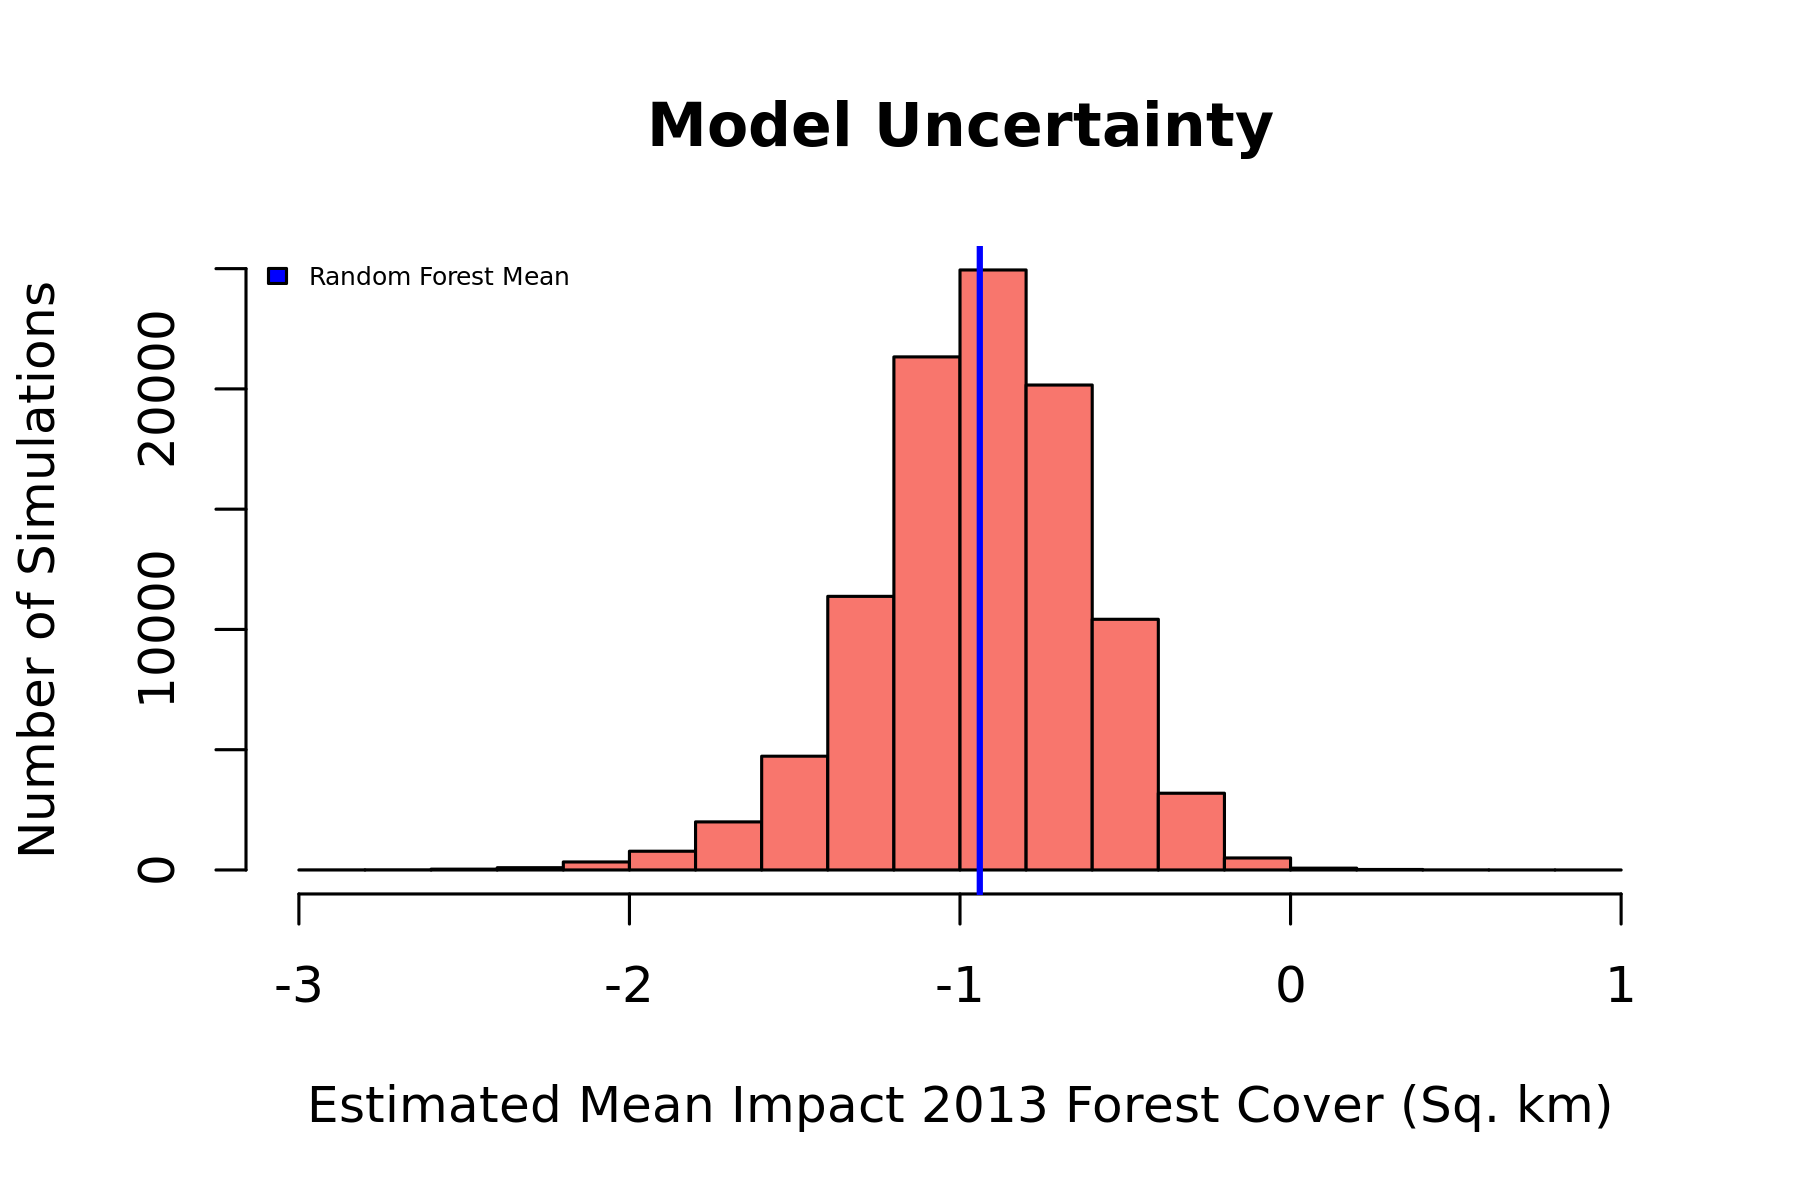 Model Uncertainty
Random Forest Mean
Number of Simulations
20000
10000
0
-3 -2 -1 0 1
Estimated Mean Impact 2013 Forest Cover (Sq. km)